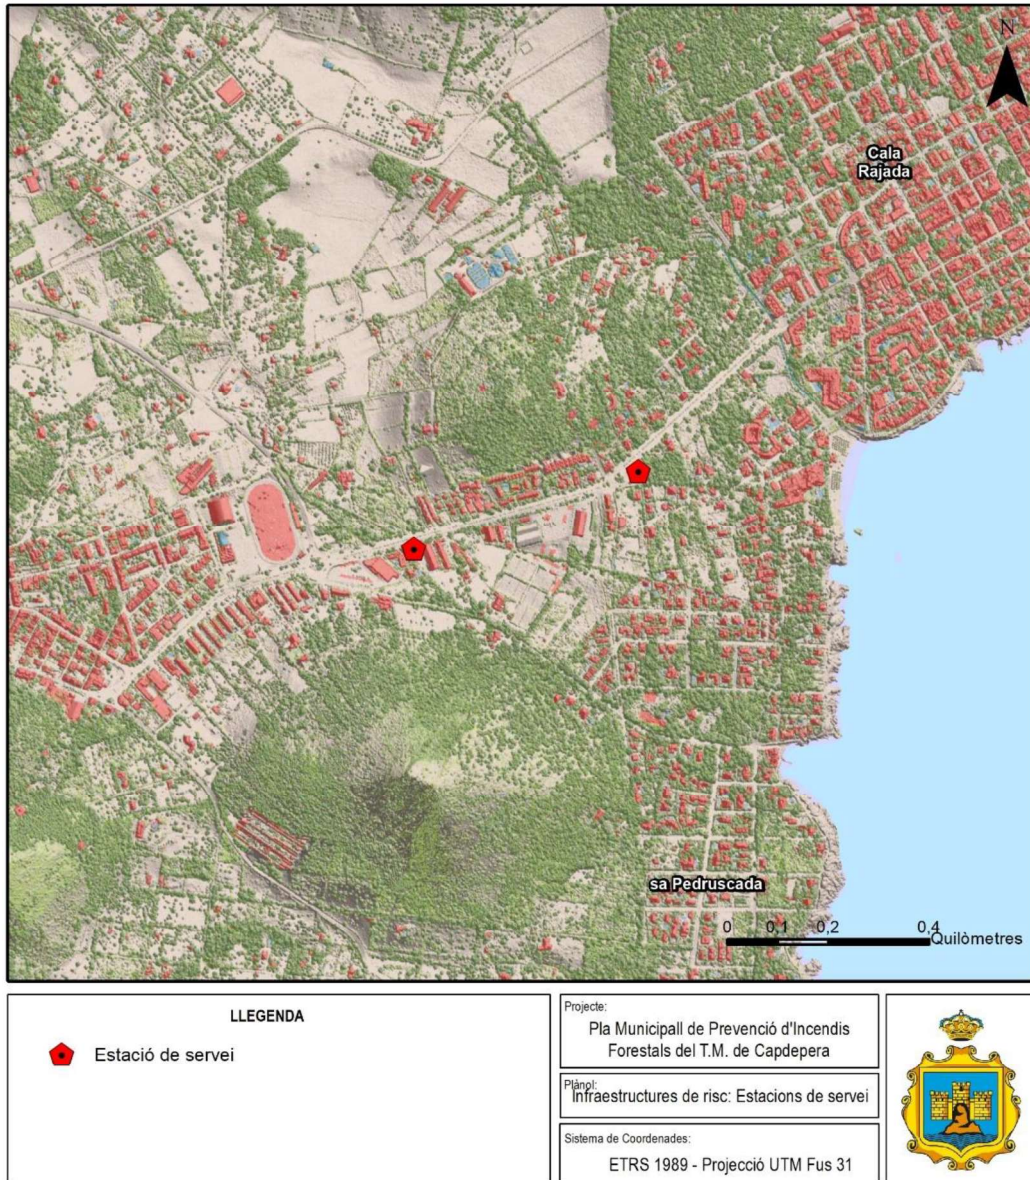 N
Cala
Rajada
sa Pedruscada
0 0,1 0,2 0,4
Quilòmetres
LLEGENDA
Estació de servei
Projecte:
Pla Municipall de Prevenció d'Incendis
Forestals del T.M. de Capdepera
Plànol:
Infraestructures de risc: Estacions de servei
Sistema de Coordenades:
ETRS 1989 - Projecció UTM Fus 31